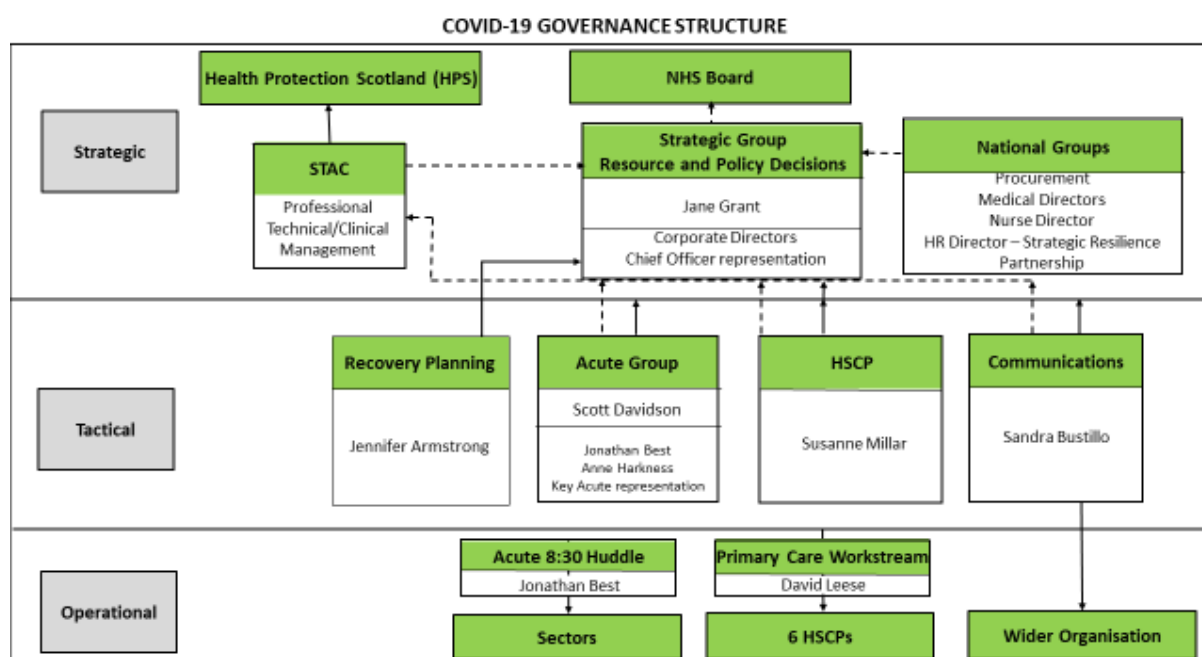 COVID-19 GOVERNANCE STRUCTURE
Health Protection Scotland (HPS)
NHS Board
Strategic
STAC
Professional
Technical/Clinical
Management
Strategic Group
Resource and Policy Decisions
Jane Grant
Corporate Directors
Chief Officer representation
National Groups
Procurement
Medical Directors
Nurse Director
HR Director – Strategic Resilience
Partnership
Tactical
Recovery Planning
Jennifer Armstrong
Acute Group
Scott Davidson
Jonathan Best
Anne Harkness
Key Acute representation
HSCP
Susanne Millar
Communications
Sandra Bustillo
Operational
Acute 8:30 Huddle
Jonathan Best
Sectors
Primary Care Workstream
David Leese
6 HSCPs
Wider Organisation